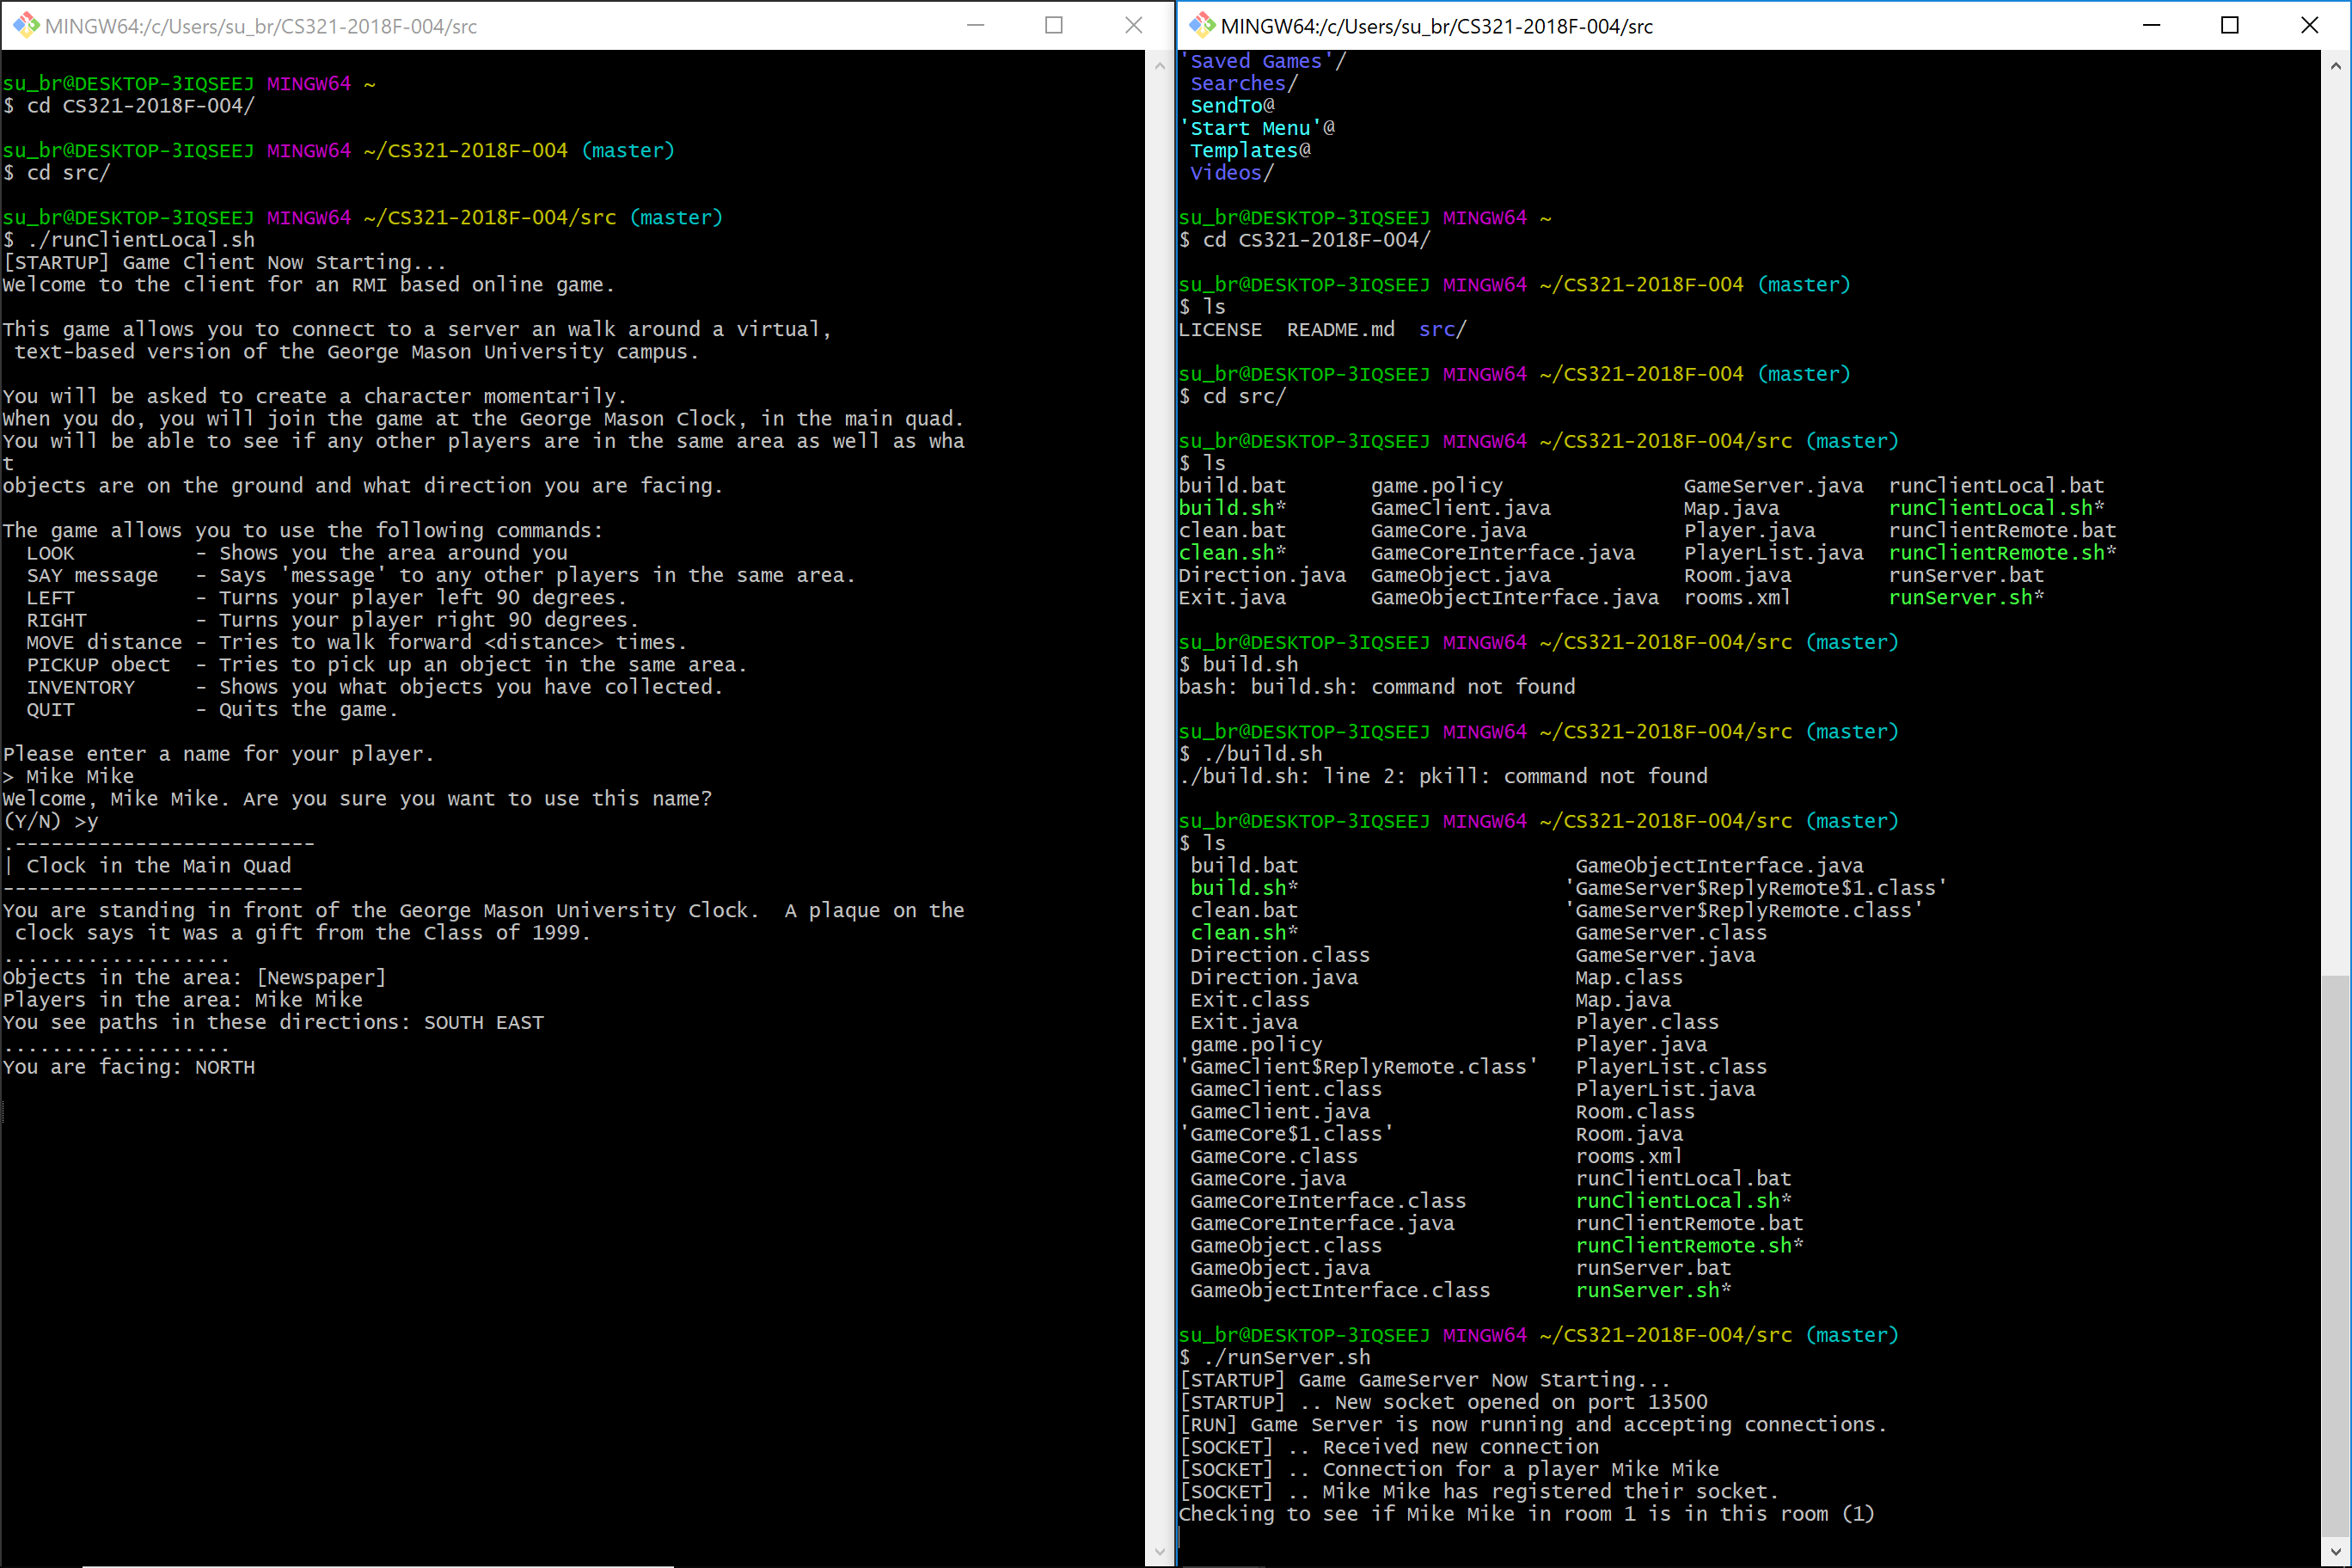 MINGW64:/c/Users/su_br/CS321-2018F-004/src
su_br@DESKTOP-3IQSEEJ MINGW64 ~
$ cd CS321-2018F-004/
su_br@DESKTOP-3IQSEEJ MINGW64 ~/CS321-2018F-004 (master)
$ cd src/
su_br@DESKTOP-3IQSEEJ MINGW64 ~/CS321-2018F-004/src (master)
$ ./runClientLocal.sh
[STARTUP] Game Client Now Starting...
Welcome to the client for an RMI based online game.
This game allows you to connect to a server an walk around a virtual,
 text-based version of the George Mason University campus.
You will be asked to create a character momentarily.
When you do, you will join the game at the George Mason Clock, in the main quad.
You will be able to see if any other players are in the same area as well as wha
t
objects are on the ground and what direction you are facing.
The game allows you to use the following commands:
  LOOK          - Shows you the area around you
  SAY message   - Says 'message' to any other players in the same area.
  LEFT          - Turns your player left 90 degrees.
  RIGHT         - Turns your player right 90 degrees.
  MOVE distance - Tries to walk forward <distance> times.
  PICKUP obect  - Tries to pick up an object in the same area.
  INVENTORY     - Shows you what objects you have collected.
  QUIT          - Quits the game.
Please enter a name for your player.
> Mike Mike
Welcome, Mike Mike. Are you sure you want to use this name?
(Y/N) >y
.-------------------------
| Clock in the Main Quad
-------------------------
You are standing in front of the George Mason University Clock.  A plaque on the
 clock says it was a gift from the Class of 1999.
...................
Objects in the area: [Newspaper]
Players in the area: Mike Mike
You see paths in these directions: SOUTH EAST
...................
You are facing: NORTH
MINGW64:/c/Users/su_br/CS321-2018F-004/src
'Saved Games'/
 Searches/
 SendTo@
'Start Menu'@
 Templates@
 Videos/
su_br@DESKTOP-3IQSEEJ MINGW64 ~
$ cd CS321-2018F-004/
su_br@DESKTOP-3IQSEEJ MINGW64 ~/CS321-2018F-004 (master)
$ ls
LICENSE  README.md  src/
su_br@DESKTOP-3IQSEEJ MINGW64 ~/CS321-2018F-004 (master)
$ cd src/
su_br@DESKTOP-3IQSEEJ MINGW64 ~/CS321-2018F-004/src (master)
$ ls
build.bat       game.policy               GameServer.java  runClientLocal.bat
build.sh*       GameClient.java           Map.java         runClientLocal.sh*
clean.bat       GameCore.java             Player.java      runClientRemote.bat
clean.sh*       GameCoreInterface.java    PlayerList.java  runClientRemote.sh*
Direction.java  GameObject.java           Room.java        runServer.bat
Exit.java       GameObjectInterface.java  rooms.xml        runServer.sh*
su_br@DESKTOP-3IQSEEJ MINGW64 ~/CS321-2018F-004/src (master)
$ build.sh
bash: build.sh: command not found
su_br@DESKTOP-3IQSEEJ MINGW64 ~/CS321-2018F-004/src (master)
$ ./build.sh
./build.sh: line 2: pkill: command not found
su_br@DESKTOP-3IQSEEJ MINGW64 ~/CS321-2018F-004/src (master)
$ ls
 build.bat                       GameObjectInterface.java
 build.sh*                      'GameServer$ReplyRemote$1.class'
 clean.bat                      'GameServer$ReplyRemote.class'
 clean.sh*                       GameServer.class
 Direction.class                 GameServer.java
 Direction.java                  Map.class
 Exit.class                      Map.java
 Exit.java                       Player.class
 game.policy                     Player.java
'GameClient$ReplyRemote.class'   PlayerList.class
 GameClient.class                PlayerList.java
 GameClient.java                 Room.class
'GameCore$1.class'               Room.java
 GameCore.class                  rooms.xml
 GameCore.java                   runClientLocal.bat
 GameCoreInterface.class         runClientLocal.sh*
 GameCoreInterface.java          runClientRemote.bat
 GameObject.class                runClientRemote.sh*
 GameObject.java                 runServer.bat
 GameObjectInterface.class       runServer.sh*
su_br@DESKTOP-3IQSEEJ MINGW64 ~/CS321-2018F-004/src (master)
$ ./runServer.sh
[STARTUP] Game GameServer Now Starting...
[STARTUP] .. New socket opened on port 13500
[RUN] Game Server is now running and accepting connections.
[SOCKET] .. Received new connection
[SOCKET] .. Connection for a player Mike Mike
[SOCKET] .. Mike Mike has registered their socket.
Checking to see if Mike Mike in room 1 is in this room (1)